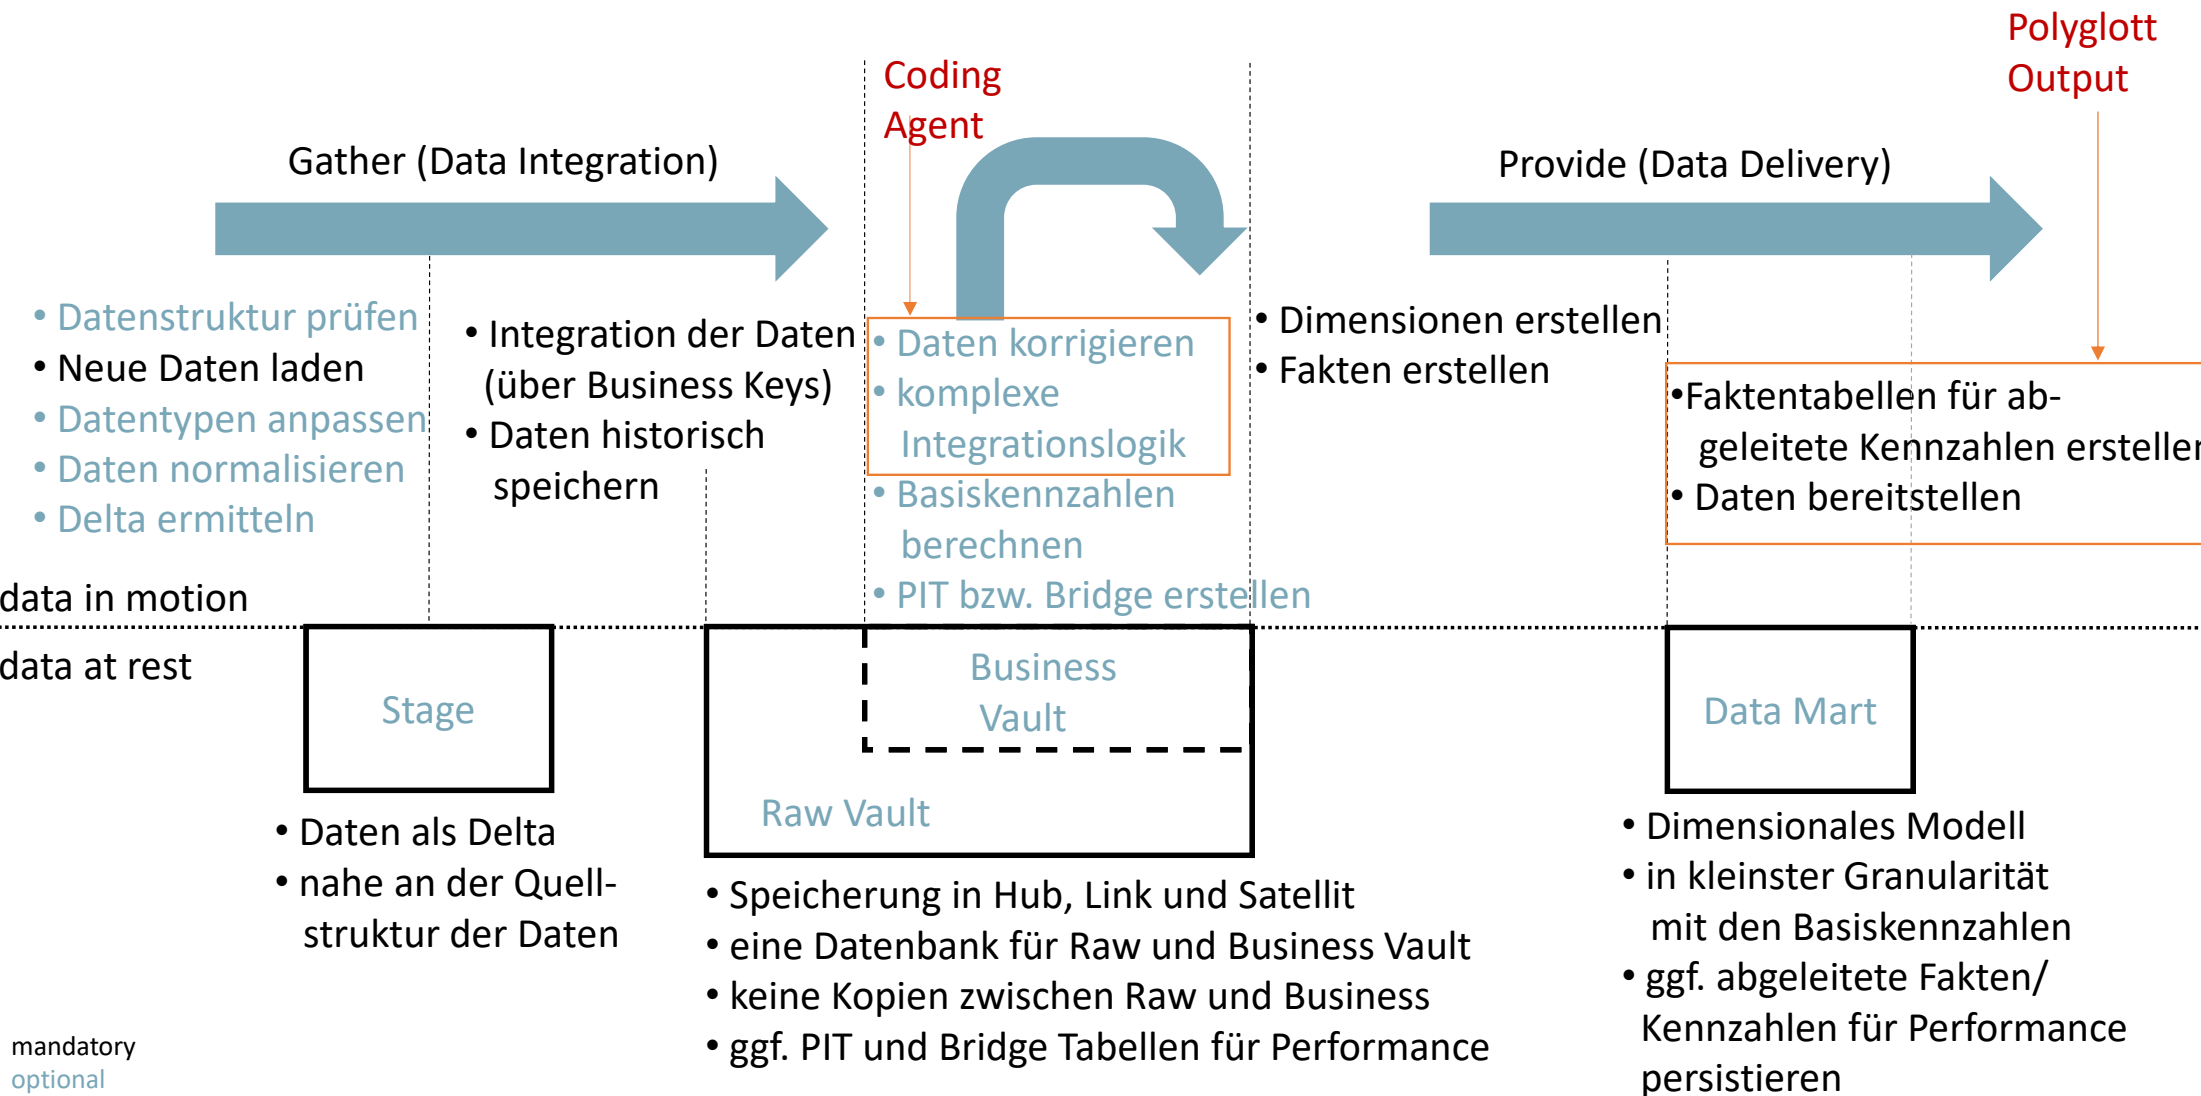 Polyglott
Output
Coding
Agent
Gather (Data Integration)
Provide (Data Delivery)
• Datenstruktur prüfen
• Neue Daten laden
• Datentypen anpassen
• Daten normalisieren
• Delta ermitteln
• Integration der Daten
(über Business Keys)
• Daten historisch
speichern
• Daten korrigieren
• komplexe
Integrationslogik
• Basiskennzahlen
berechnen
• PIT bzw. Bridge erstellen
• Dimensionen erstellen
• Fakten erstellen
•Faktentabellen für ab-
geleitete Kennzahlen ersteller
• Daten bereitstellen
data in motion
data at rest
Stage
Business
Vault
Raw Vault
Data Mart
• Daten als Delta
• nahe an der Quell-
struktur der Daten
• Speicherung in Hub, Link und Satellit
• eine Datenbank für Raw und Business Vault
• keine Kopien zwischen Raw und Business
• ggf. PIT und Bridge Tabellen für Performance
• Dimensionales Modell
• in kleinster Granularität
mit den Basiskennzahlen
• ggf. abgeleitete Fakten/
Kennzahlen für Performance
persistieren
mandatory
optional